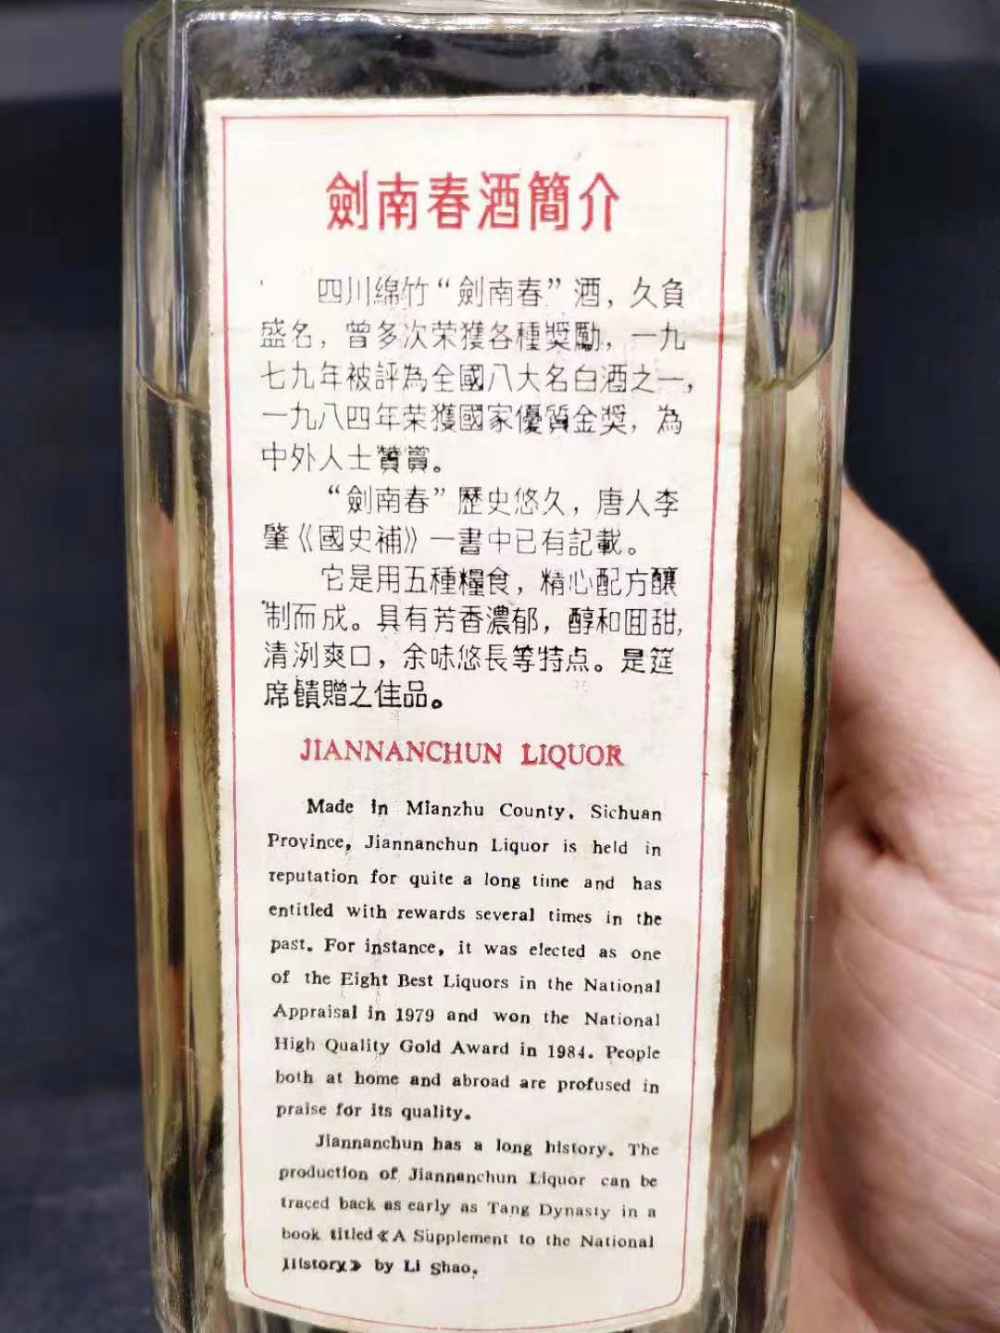 劍南春酒簡介
四川綿竹“劍南春”酒，久負
盛名，曾多次荣獲各種獎勵，一九
七九年被評為全國八大名白酒之一，
一九八四年荣獲國家優質金獎，為
中外人士贊賞。
“劍南春”歷史悠久，唐人李
肇《國史補》一書中已有記載。
它是用五種糧食，精心配方釀
制而成。具有芳香濃郁，醇和回甜，
清洌爽口，余味悠長等特点。是筵
席饋贈之佳品。
JIANNANCHUN LIQUOR
Made in Mianzhu County, Sichuan
Province, Jiannanchun Liquor is held in
reputation for quite a long time and has
entitled with rewards several times in the
past. For instance, it was elected as one
of the Eight Best Liquors in the National
Appraisal in 1979 and won the National
High Quality Gold Award in 1984. People
both at home and abroad are profused in
praise for its quality.
Jiannanchun has a long history. The
production of Jiannanchun Liquor can be
traced back as early as Tang Dynasty in a
book titled《A Supplement to the National
History》 by Li Shao.